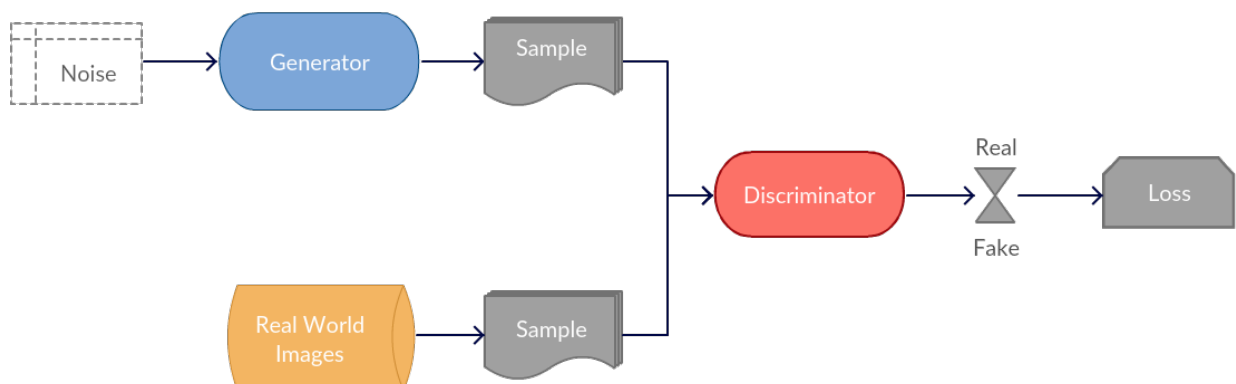 Noise
Generator
Sample
Real
Discriminator
Loss
Fake
Real World
Images
Sample